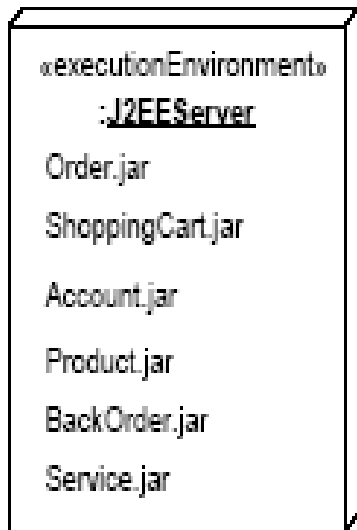 «executionEnvironment»
:J2EEServer
Order.jar
ShoppingCart.jar
Account.jar
Product.jar
BackOrder.jar
Service.jar